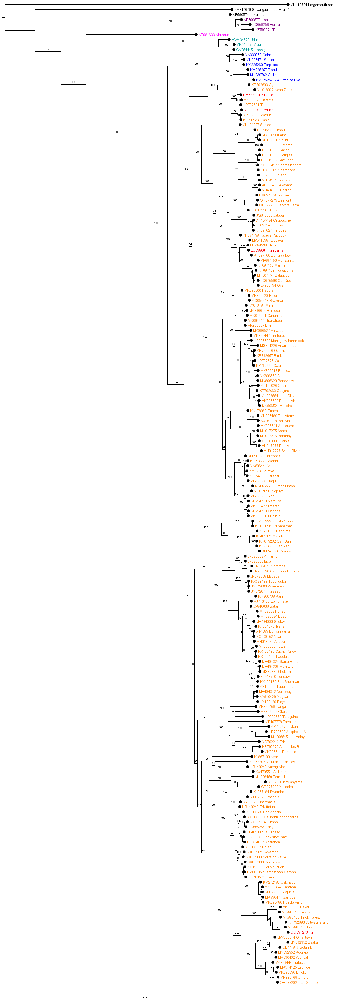 MN119734 Largemouth bass
KM817679 Shuangao insect virus 1
KF590574 Lakamha
KF590577 Kibale
JQ659256 Herbert
KF590574 Tai
KF981633 Khurdun
MW434620 Udune
MK440651 Asum
OV054445 Hedwig
MK330759 Caimito
MK896471 Santarem
KM225260 Tarpirape
KM225257 Pacui
MK330762 Chilibre
KM225257 Rio Preto da Eva
KP792693 Oyo
MH018032 Ness Ziona
HM627179 I612045
MK896626 Batama
KP792681 Tete
MT198373 Lichuan
KP792693 Matruh
KP792654 Bahig
MH484327 Sedlec
HE795108 Simbu
MK896500 Aino
KF153118 Shuni
HE795093 Peaton
HE795099 Sango
HE795090 Douglas
HE795102 Sathuperi
KC355457 Schmallenberg
HE795105 Shamonda
HE795096 Sabo
MH484348 Yaba-7
AB190458 Akabane
MH484339 Tinaroo
HM627178 Leanyer
OR077279 Belmont
OR077285 Parkers Farm
KF697154 Utinga
JQ675603 Jatobal
AF484424 Oropouche
KF697142 Iquitos
KP691627 Perdoes
KF697138 Faceys Paddock
MW415981 Bobaya
MH484336 Thimiri
LC698004 Taniyama
KF697160 Buttonwillow
KF697150 Manzanilla
KF697153 Mermet
KF697139 Ingwavuma
MH507154 Balagodu
JQ675598 Cat Que
JX983194 Oya
MK896500 Pacora
MK896623 Belem
KC854418 Brazoran
KY013487 Mirim
MK896614 Bertioga
MK896591 Cananeia
MK896614 Guaratuba
MK896557 Itimirim
MK896527 Minatitlan
MK896447 Timboteua
KP835520 Mahogany hammock
MG821226 Ananindeua
KP792666 Guama
KP792657 Bimiti
KP792675 Moju
KP792660 Catu
MK896617 Benfica
MK896653 Acara
MK896620 Benevides
KT160026 Capim
KP792663 Guajara
MK896554 Juan Diaz
MK896599 Bushbush
MK896521 Moriche
KU178983 Enseada
MK896480 Resistencia
KX161718 Bellavista
MK896641 Antequera
MH017275 Abras
MH017276 Babahoya
OP263038 Patois
MH017277 Patois
MH017277 Shark River
KM280929 Bruconha
KF254776 Madrid
MK896441 Vinces
KM092512 Itaya
KF254776 Caraparu
MG029275 Itaqui
MK896567 Gumbo Limbo
MG029287 Nepuyo
MG029269 Apeu
KF254770 Marituba
MK896477 Restan
KF254773 Oriboca
MK896518 Murutucu
KJ481929 Buffalo Creek
KR013235 Trubanaman
KJ481923 Mapputta
KJ481926 Maprik
KR013232 Gan Gan
KF234256 Salt Ash
KM245524 Guaroa
JN572062 Anhembi
JN572065 Iaco
JN572071 Sororoca
JN968590 Cachoeira Porteira
JN572068 Macaua
KX579499 Tucunduba
JN572080 Wyeomyia
JN572074 Taiassui
KR260738 Kairi
KJ710425 Ebinur lake
JX846606 Batai
MH370821 Birao
MH370824 Bozo
MH484330 Shokwe
KF234075 Ilesha
X14383 Bunyamwera
KC608152 Ngari
MH018032 Anadyr
MF066368 Potosi
KX100135 Cache Valley
KX100120 Tlacotalpan
MH484324 Santa Rosa
MH484306 Main Drain
MG828823 Lokern
FJ943510 Tensaw
KX100132 Fort Sherman
KX100111 Laguna Larga
MH484312 Northway
KY910429 Maguari
KX100129 Playas
MK896459 Tanga
MK896509 Okola
KP792678 Tataguine
MF497778 Tacaiuma
KP792672 Lukuni
KP792690 Anopheles A
MK896545 Las Maloyas
MG792213 Triniti
KP792672 Anopheles B
MK896611 Boraceia
KJ867190 Nyando
KJ867202 Mojui dos Campos
KR149249 Kaeng Khoi
KX470551 Wolkberg
MK896450 Termeil
KT82020 Kowanyama
OR077288 Yacaaba
KJ867184 Bwamba
KJ867178 Pongola
KY569262 Infirmatus
KR149249 Trivittatus
KX817330 San Angelo
KX817312 California encephalitis
KX817324 Lumbo
EU665255 Tahyna
EF485032 La Crosse
EU203678 Snowshoe hare
HQ734817 Khatanga
KX817327 Melao
KX817321 Keystone
KX817333 Serra do Navio
KX817336 South River
KX817318 Jerry Slough
HM007352 Jamestown Canyon
EU789573 Inkoo
KM272183 Calchaqui
MK896444 Gamboa
KM272186 Alajuela
MK896474 San Juan
MK896486 Pueblo Viejo
MK896635 Bakau
MK896548 Ketapang
MK896453 Telok Forest
KP792690 Witwatersrand
MK896512 Nola
OQ031273 Tai
MW685514 Olifantsvlei
MN092352 Baakal
OL774846 Botambi
MN092352 Koongol
MK896432 Wongal
MK896444 Turlock
MK514125 Lednice
MK896536 MPoko
MK330169 Umbre
OR077282 Little Sussex
0.5